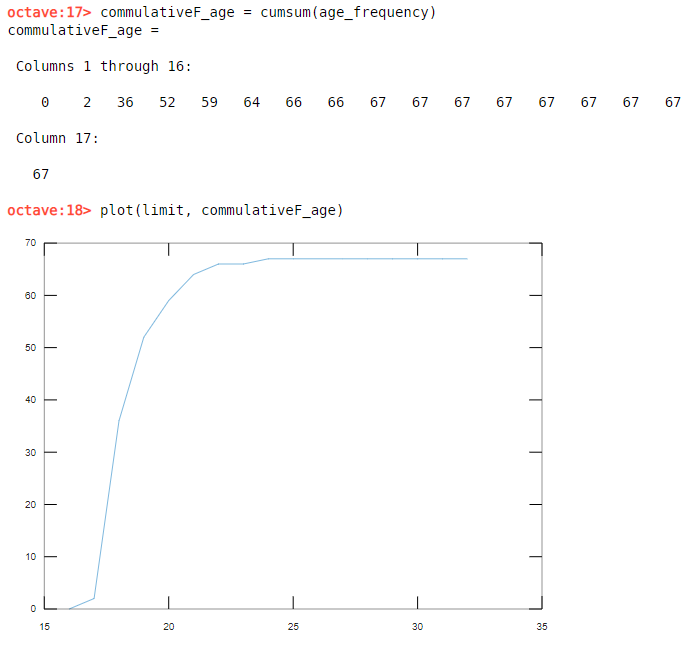 octave:17> commulativeF_age = cumsum(age_frequency)
commulativeF_age =
Columns 1 through 16:
0 2 36 52 59 64 66 66 67 67 67 67 67 67 67 67
Column 17:
67
octave:18> plot(limit, commulativeF_age)
70
60
50
40
30
20
10
0
15 20 25 30 35